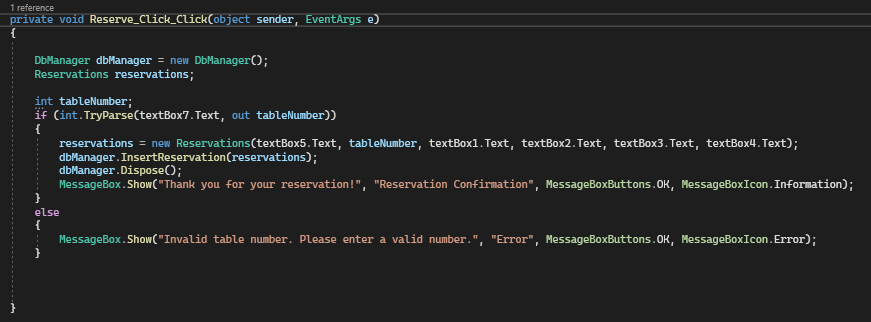 1 reference
private void Reserve_Click_Click(object sender, EventArgs e)
{
DbManager dbManager = new DbManager();
Reservations reservations;
int tableNumber;
if (int.TryParse(textBox7.Text, out tableNumber))
{
reservations = new Reservations(textBox5.Text, tableNumber, textBox1.Text, textBox2.Text, textBox3.Text, textBox4.Text);
dbManager.InsertReservation(reservations);
dbManager.Dispose();
MessageBox.Show("Thank you for your reservation!", "Reservation Confirmation", MessageBoxButtons.OK, MessageBoxIcon.Information);
}
else
{
MessageBox.Show("Invalid table number. Please enter a valid number.", "Error", MessageBoxButtons.OK, MessageBoxIcon.Error);
}
}